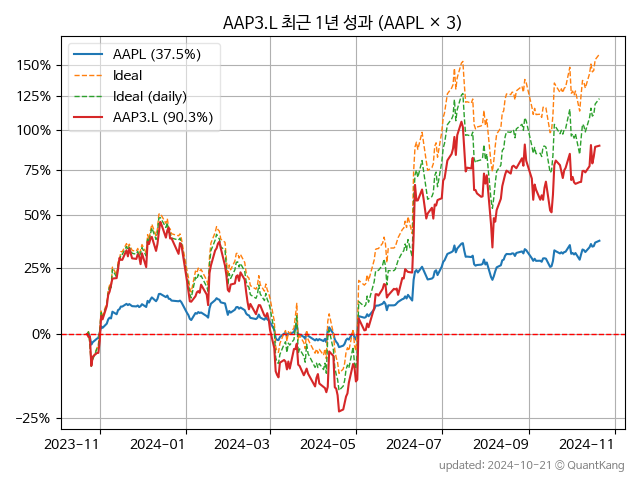 AAP3.L 최근 1년 성과 (AAPL × 3)
AAPL (37.5%)
Ideal
Ideal (daily)
AAP3.L (90.3%)
150%
125%
100%
75%
50%
25%
0%
−25%
2023-11 2024-01 2024-03 2024-05 2024-07 2024-09 2024-11
updated: 2024-10-21 © QuantKang